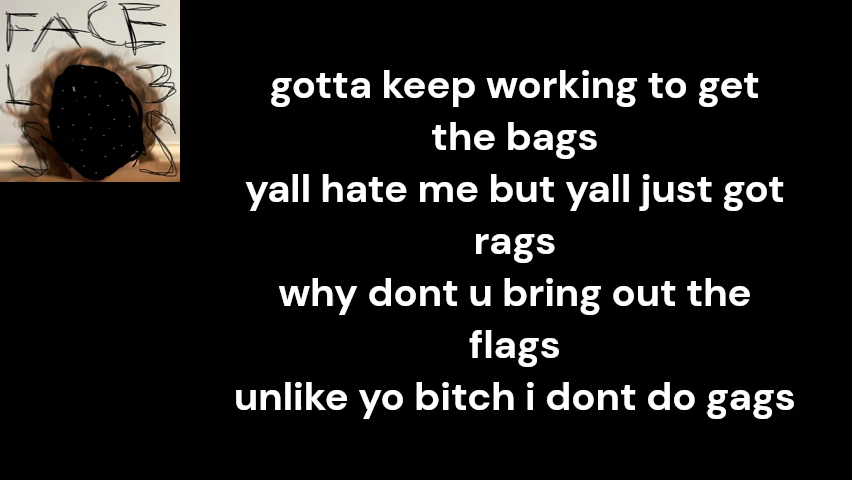 FACE
L 3
S S
gotta keep working to get
the bags
yall hate me but yall just got
rags
why dont u bring out the
flags
unlike yo bitch i dont do gags